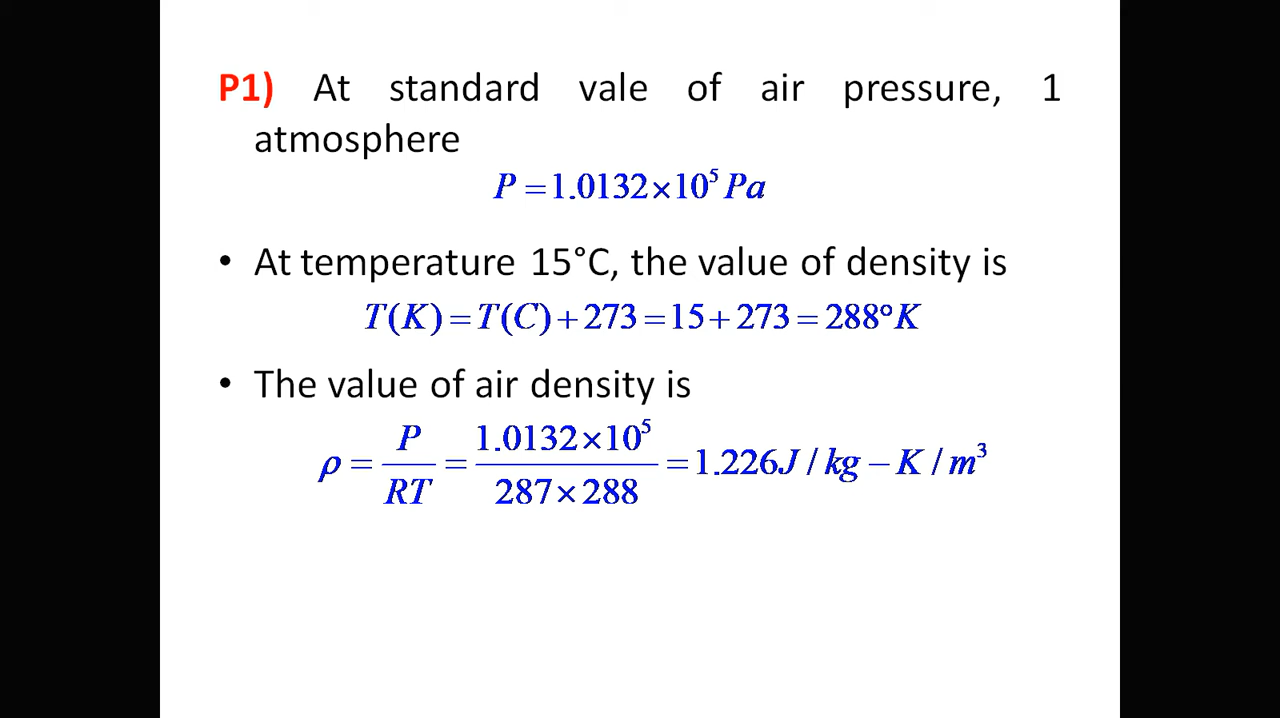 P1) At standard vale of air pressure, 1
atmosphere
P = 1.0132×10⁵ Pa
• At temperature 15°C, the value of density is
T(K) = T(C) + 273 = 15 + 273 = 288°K
• The value of air density is
ρ = P/RT = 1.0132×10⁵/287×288 = 1.226J / kg − K / m³